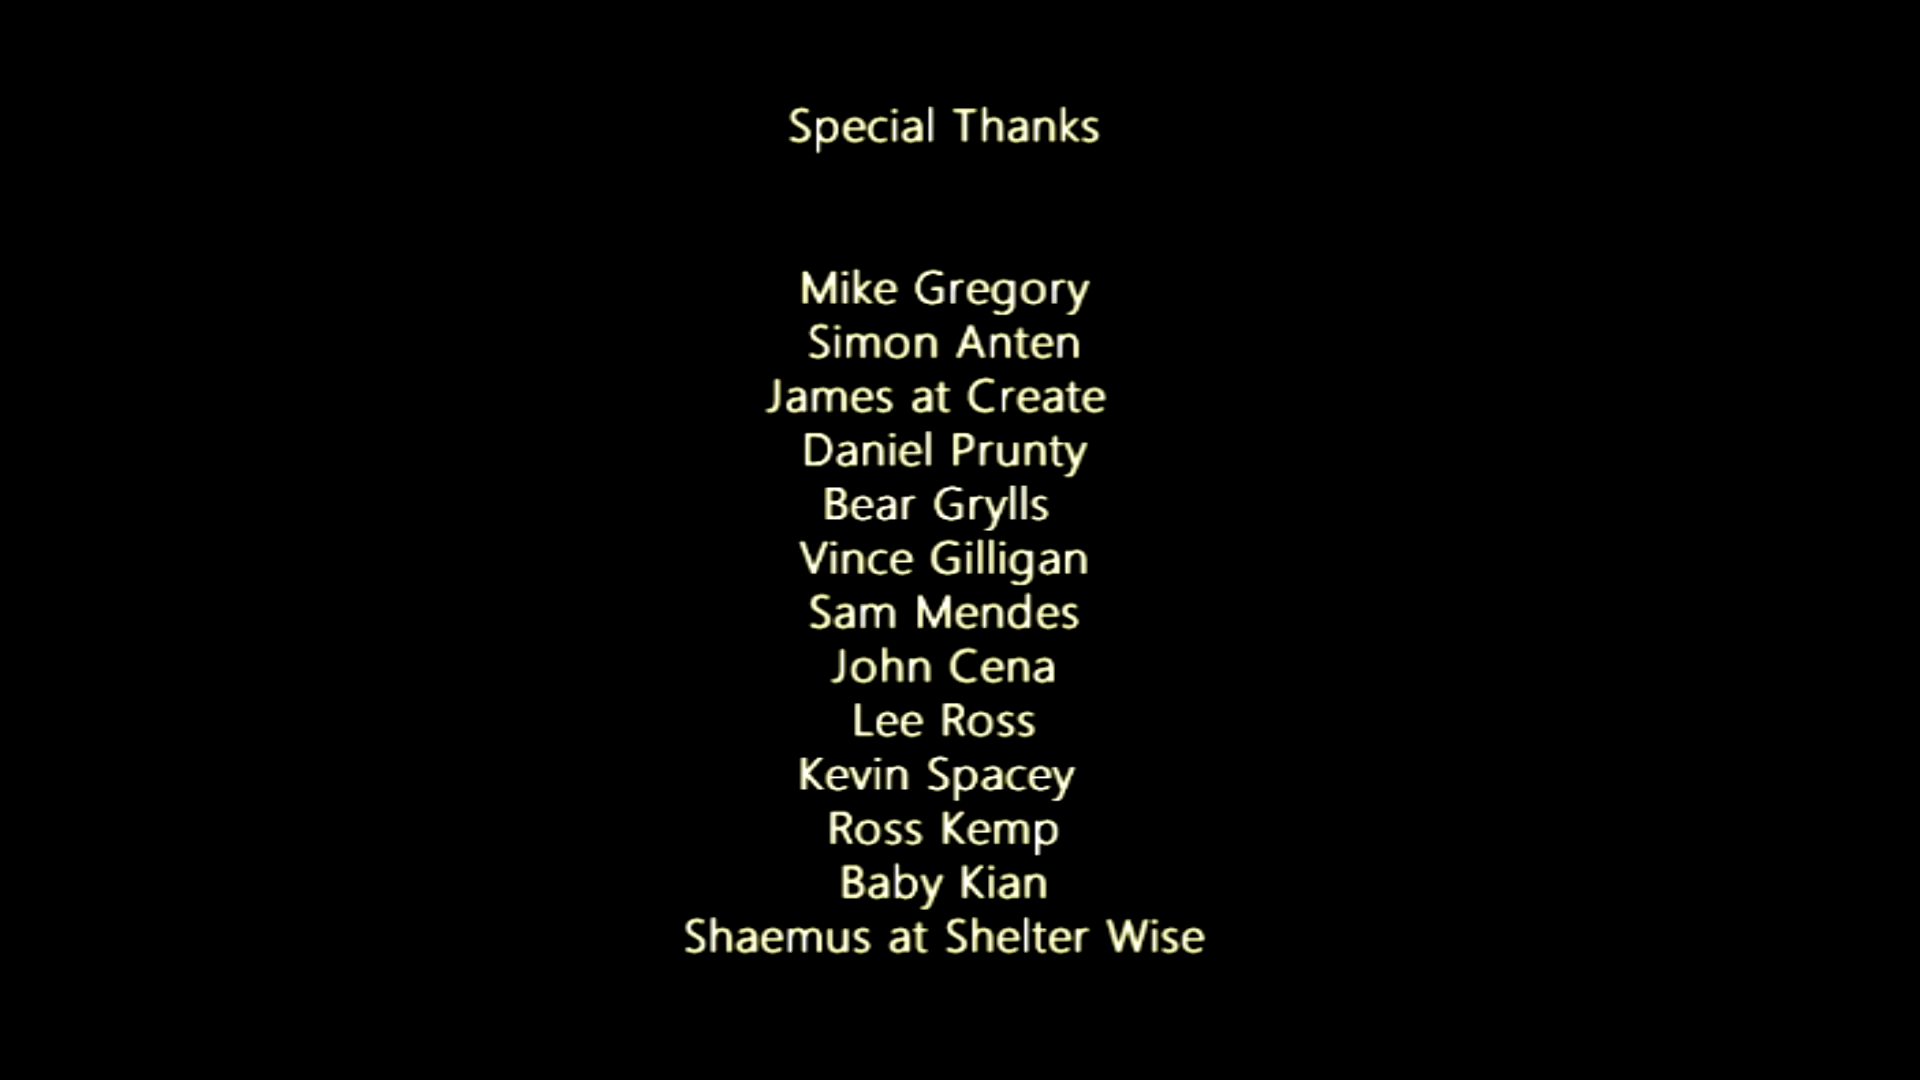 Special Thanks
Mike Gregory
Simon Anten
James at Create
Daniel Prunty
Bear Grylls
Vince Gilligan
Sam Mendes
John Cena
Lee Ross
Kevin Spacey
Ross Kemp
Baby Kian
Shaemus at Shelter Wise